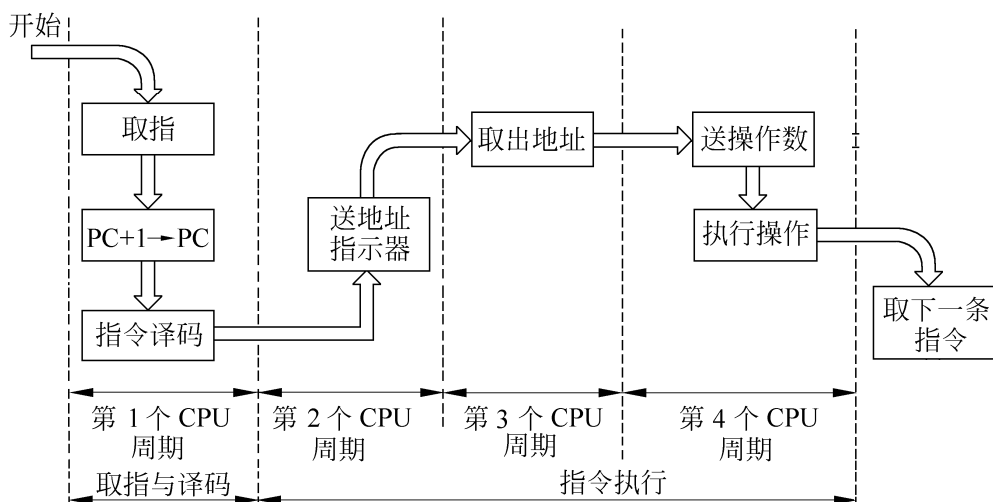 开始
取指
PC+1→PC
指令译码
送地址
指示器
取出地址
送操作数
执行操作
取下一条
指令
第 1 个 CPU
周期
第 2 个 CPU
周期
第 3 个 CPU
周期
第 4 个 CPU
周期
取指与译码
指令执行